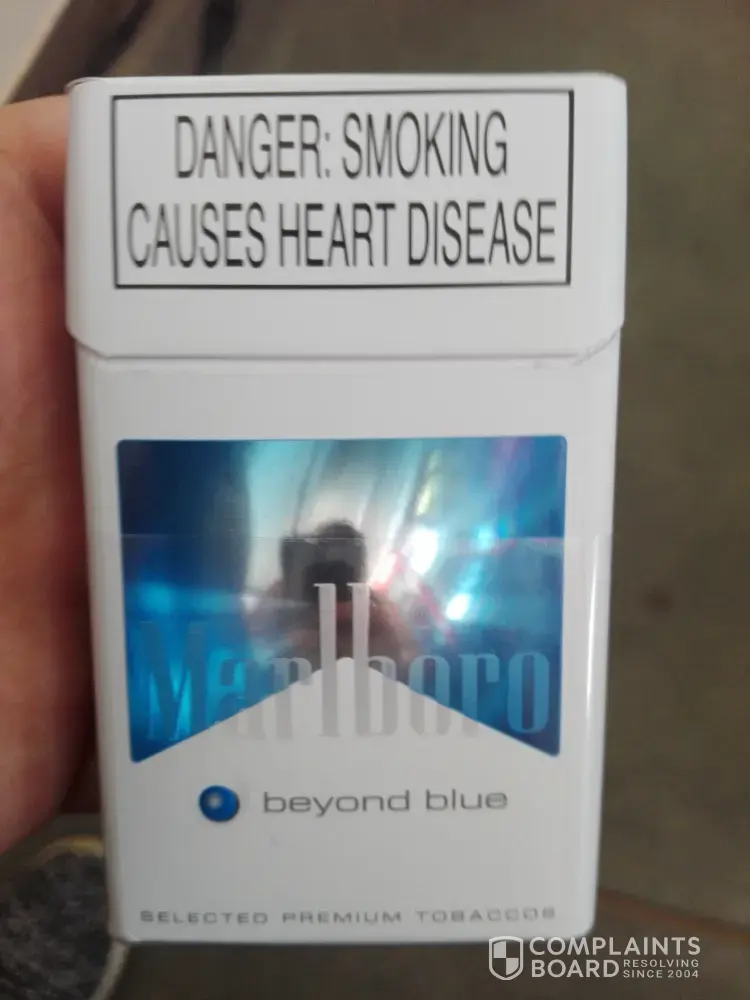 DANGER: SMOKING
CAUSES HEART DISEASE
Marlboro
beyond blue
SELECTED PREMIUM TOBACCOS
COMPLAINTS
BOARD RESOLVING
SINCE 2004